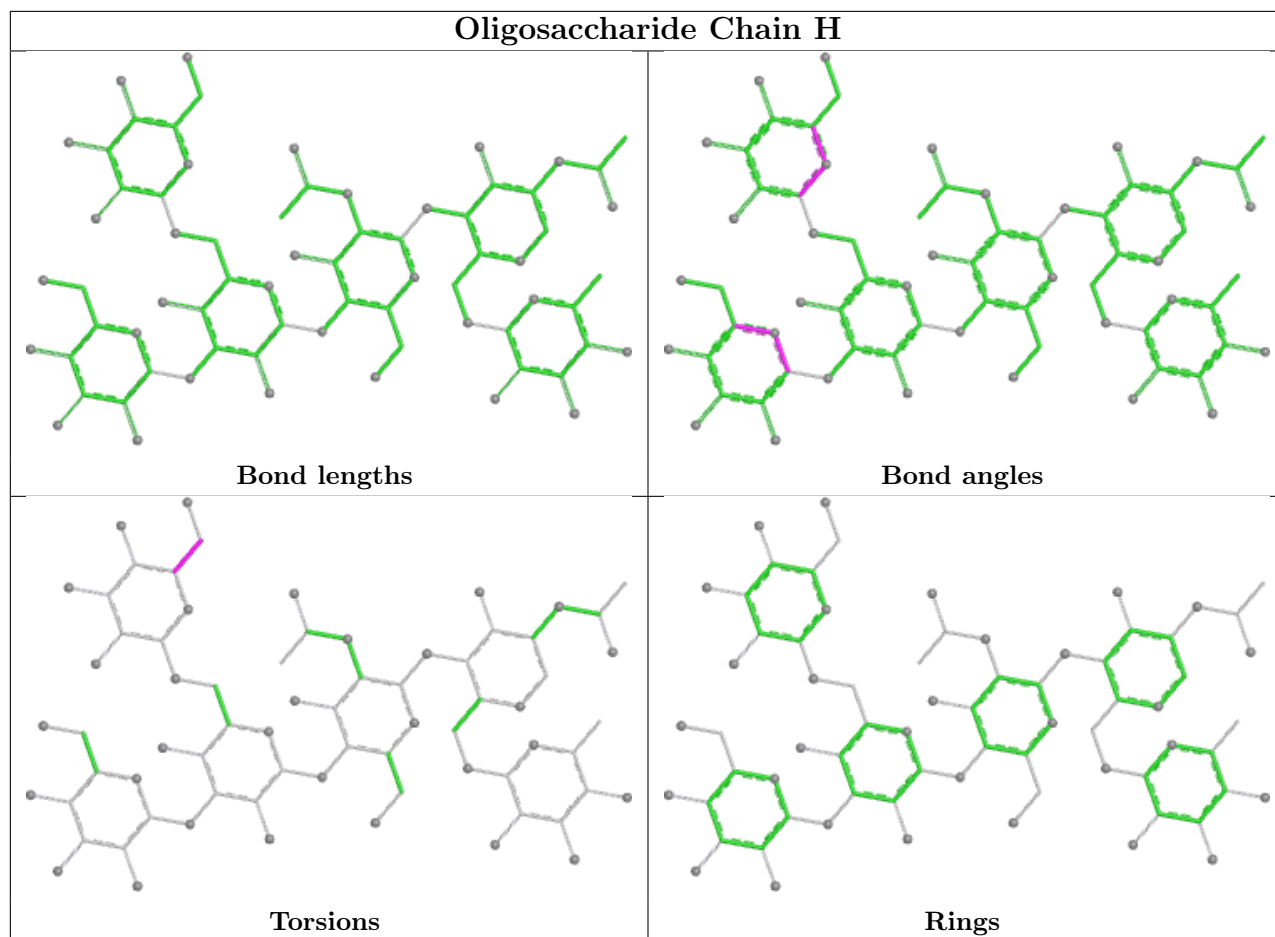 Oligosaccharide Chain H
Bond lengths
Bond angles
Torsions
Rings